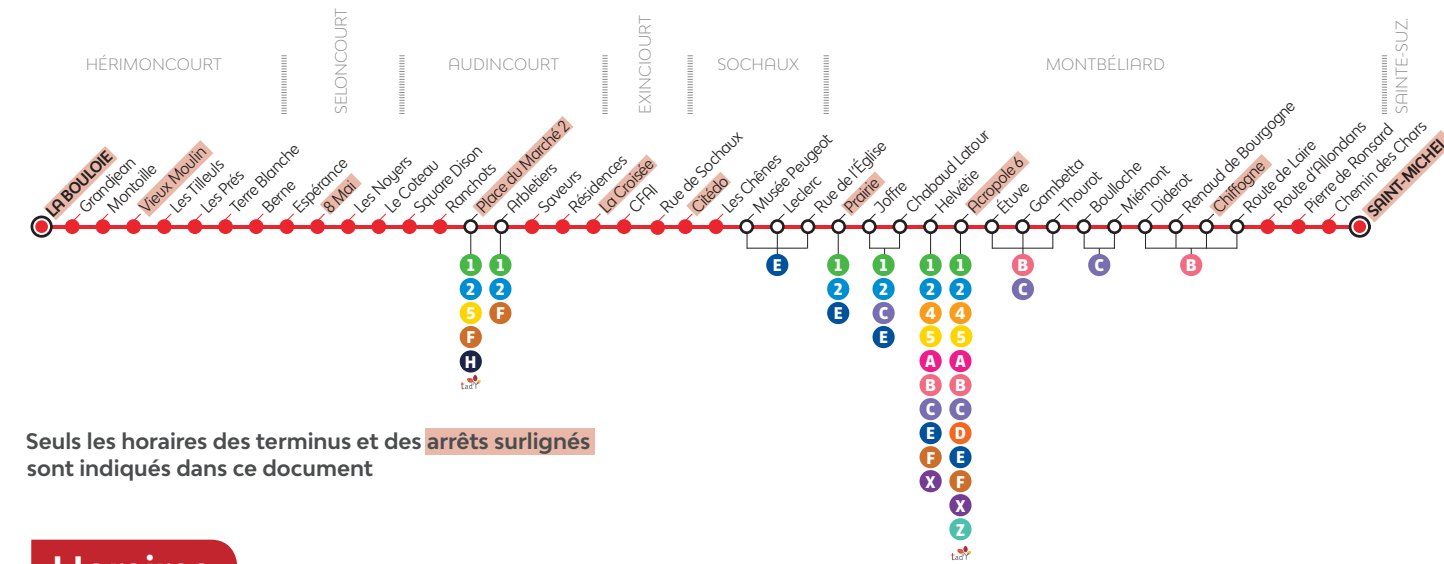 HÉRIMONCOURT
SELONCOURT
AUDINCOURT
EXINCIOURT
SOCHAUX
MONTBÉLIARD
SAINTE-SUZ.
LA BOULOIE
Grandjean
Montoille
Vieux Moulin
Les Tilleuls
Les Prés
Terre Blanche
Berne
Espérance
8 Mai
Les Noyers
Le Coteau
Square Dison
Ranchots
Place du Marché 2
Arbletiers
Saveurs
Résidences
La Croisée
CFAI
Rue de Sochaux
Citédo
Les Chênes
Musée Peugeot
Leclerc
Rue de l'Église
Prairie
Joffre
Chabaud Latour
Helvétie
Acropole 6
Étuve
Gambetta
Thourot
Boulloche
Miémont
Diderot
Renaud de Bourgogne
Chiffogne
Route de Laire
Route d'Allondans
Pierre de Ronsard
Chemin des Chars
SAINT-MICHEL
1 1 E 1 1 1 1 B C B
2 2 2 2 2 2 C
5 F E C 4 4
F E 5 5
H A A
tad'i B B
C C
E D
F E
X F
X
Z
tad'i
Seuls les horaires des terminus et des arrêts surlignés
sont indiqués dans ce document
Horaires